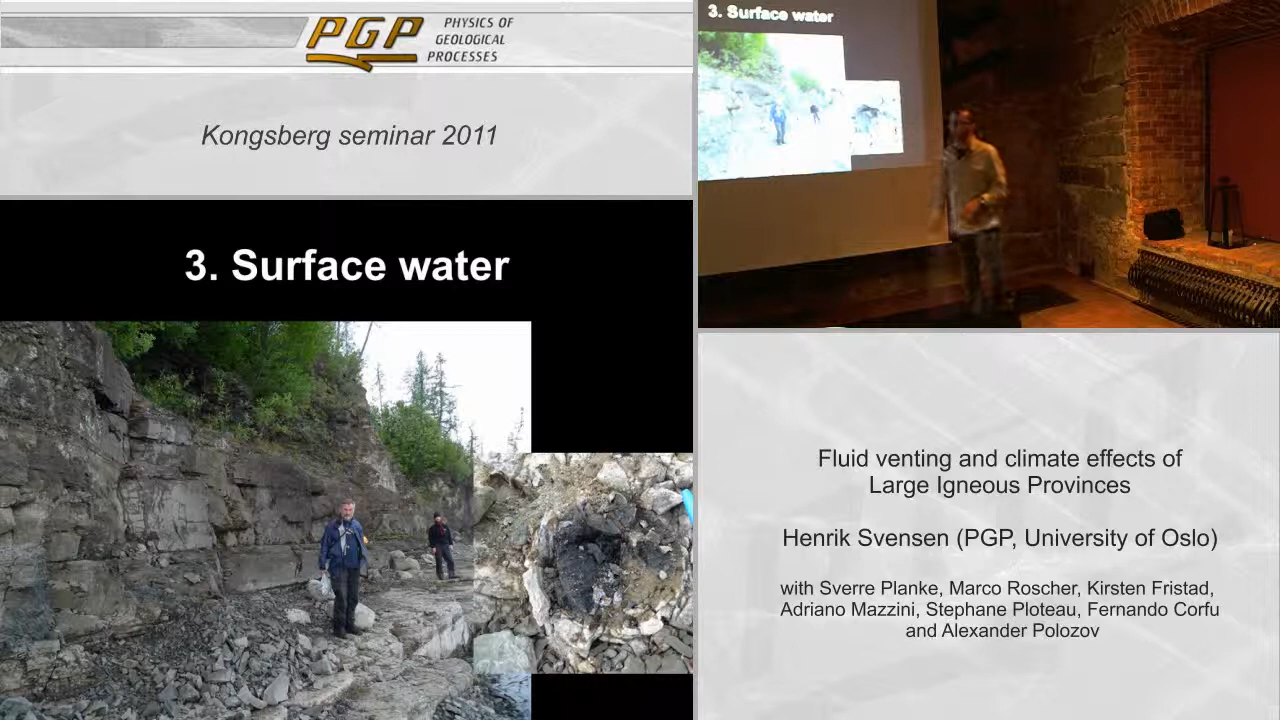 PGP
PHYSICS OF
GEOLOGICAL
PROCESSES
Kongsberg seminar 2011
3. Surface water
3. Surface water
Fluid venting and climate effects of
Large Igneous Provinces
Henrik Svensen (PGP, University of Oslo)
with Sverre Planke, Marco Roscher, Kirsten Fristad,
Adriano Mazzini, Stephane Ploteau, Fernando Corfu
and Alexander Polozov